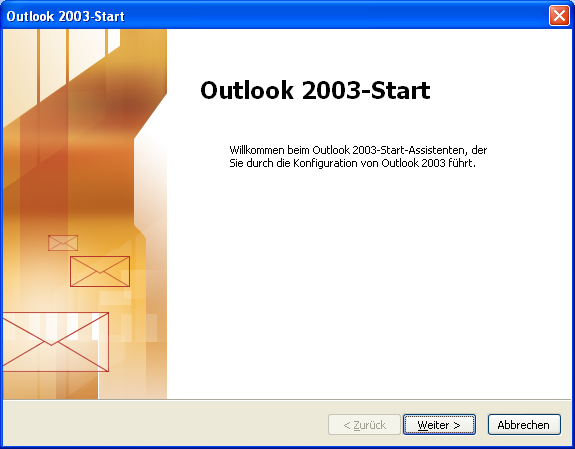 Outlook 2003-Start
Outlook 2003-Start
Willkommen beim Outlook 2003-Start-Assistenten, der
Sie durch die Konfiguration von Outlook 2003 führt.
< Zurück Weiter > Abbrechen